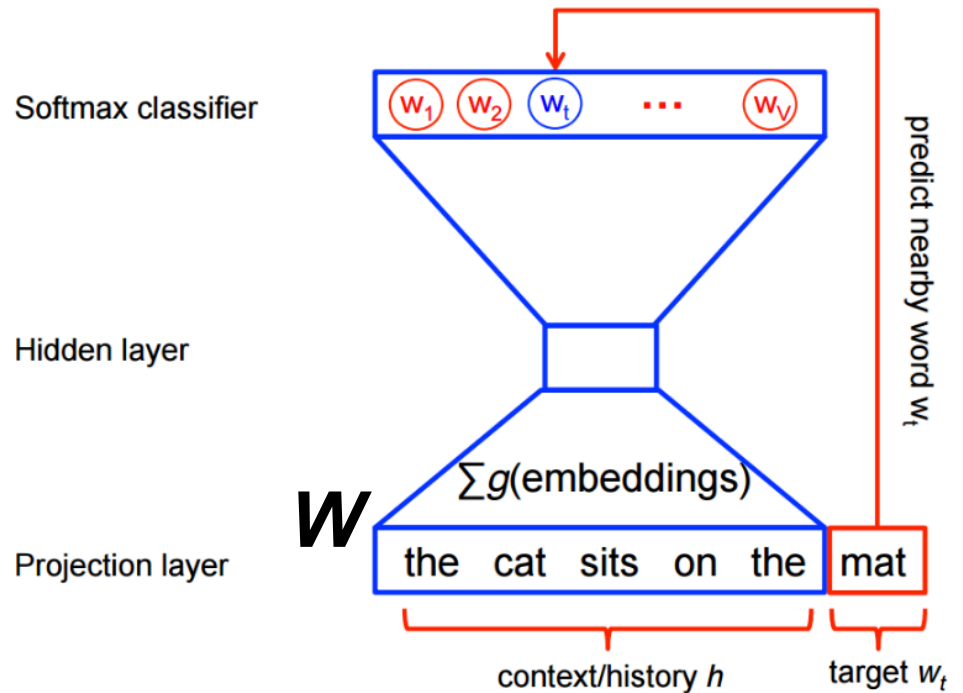 Softmax classifier
w1 w2 wt ... wV
predict nearby word wt
Hidden layer
∑g(embeddings)
W
Projection layer
the cat sits on the mat
context/history h
target wt